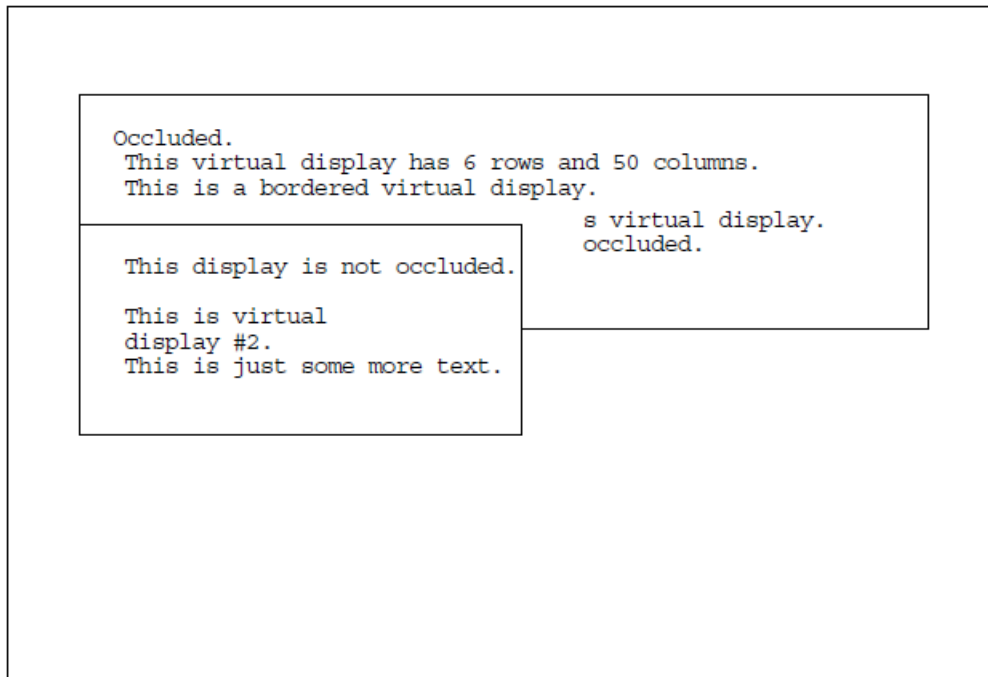 Occluded.
This virtual display has 6 rows and 50 columns.
This is a bordered virtual display.
s virtual display.
occluded.
This display is not occluded.
This is virtual
display #2.
This is just some more text.